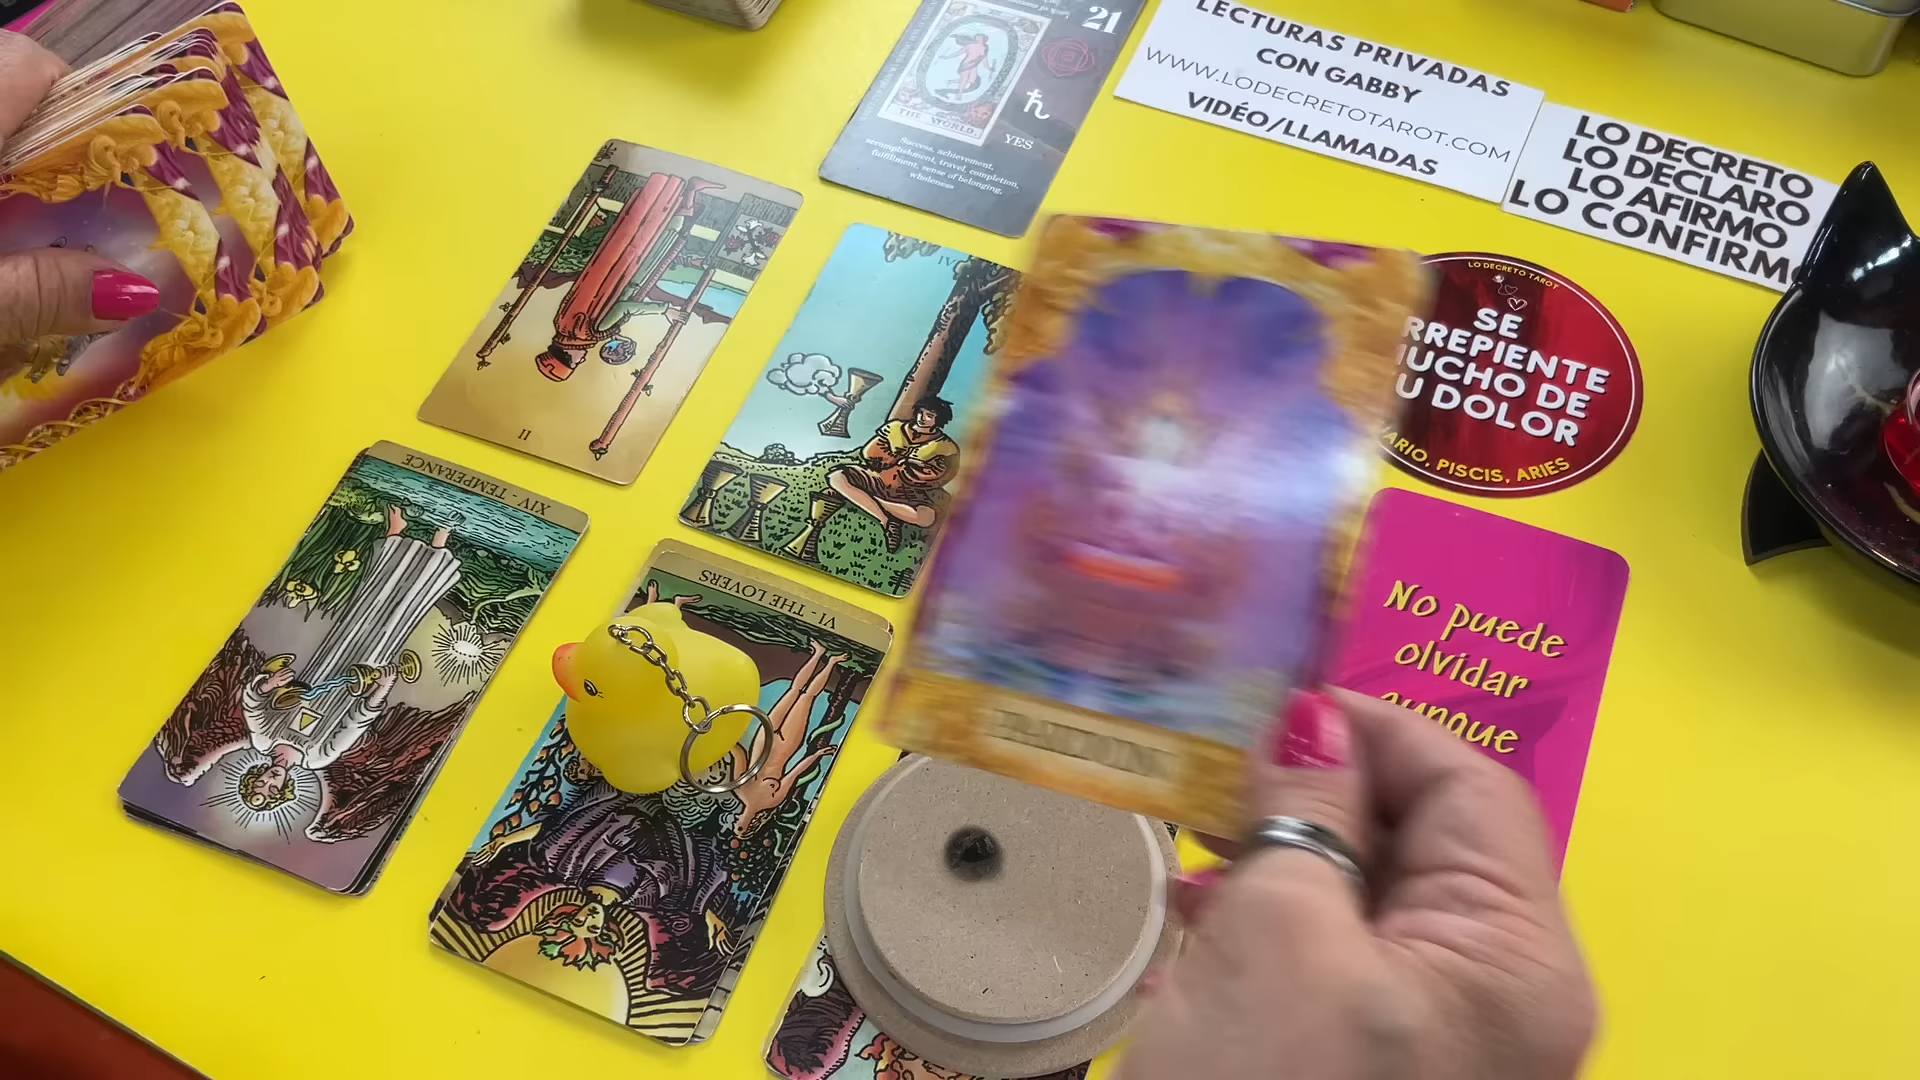 21
THE WORLD.
YES
Success, achievement,
accomplishment, travel, completion,
fulfillment, sense of belonging,
wholeness
LECTURAS PRIVADAS
CON GABBY
WWW.LODECRETOTAROT.COM
VIDÉO/LLAMADAS
LO DECRETO
LO DECLARO
LO AFIRMO
LO CONFIRM
LO DECRETO TAROT
SE
RREPIENTE
MUCHO DE
U DOLOR
ARIO, PISCIS, ARIES
II
IV
XIV - TEMPERANCE
VI - THE LOVERS
No puede
olvidar
aunque